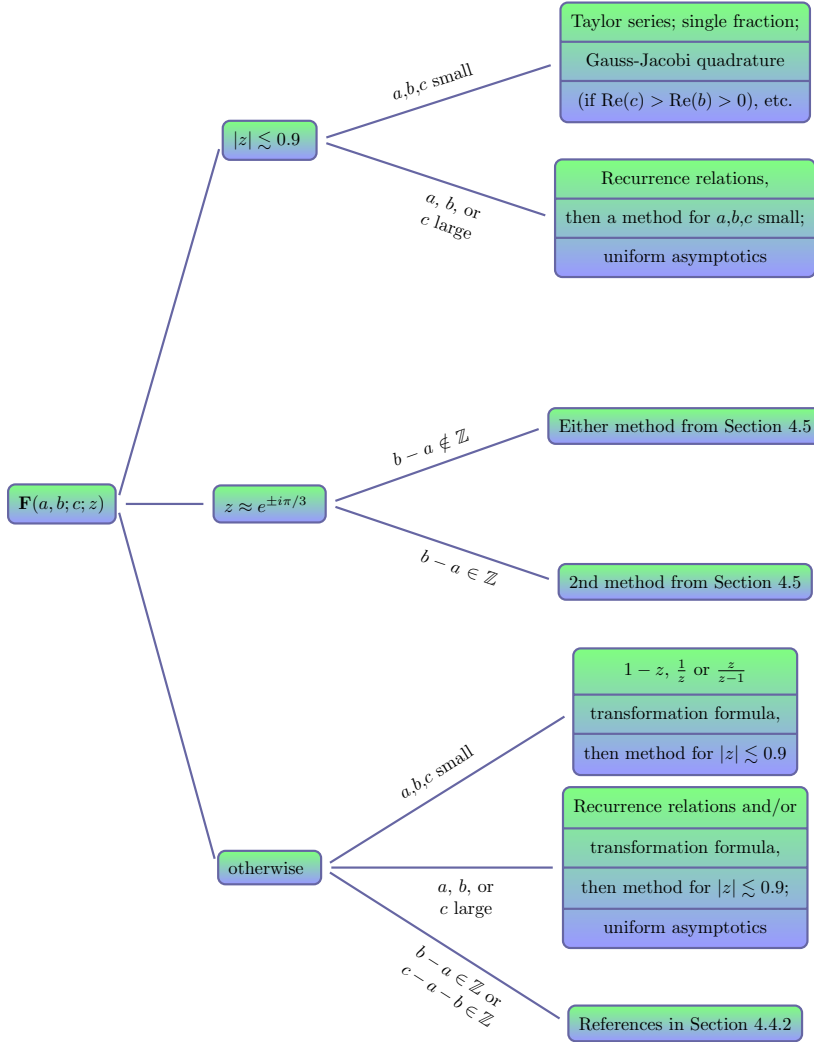 Taylor series; single fraction;
Gauss-Jacobi quadrature
(if Re(c) > Re(b) > 0), etc.
a,b,c small
|z| ≲ 0.9
a, b, or
c large
Recurrence relations,
then a method for a,b,c small;
uniform asymptotics
b − a ∉ ℤ
Either method from Section 4.5
F(a, b; c; z)
z ≈ e^{±iπ/3}
b − a ∈ ℤ
2nd method from Section 4.5
1 − z, 1/z or z/(z−1)
transformation formula,
then method for |z| ≲ 0.9
a,b,c small
otherwise
a, b, or
c large
Recurrence relations and/or
transformation formula,
then method for |z| ≲ 0.9;
uniform asymptotics
b − a ∈ ℤ or
c − a − b ∈ ℤ
References in Section 4.4.2